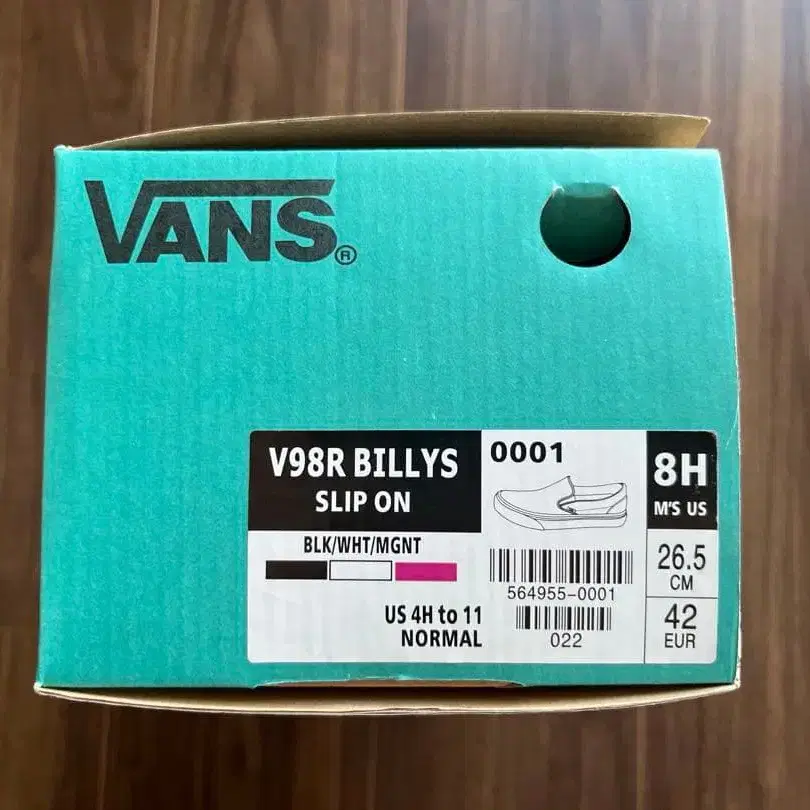 VANS®
V98R BILLYS
SLIP ON
BLK/WHT/MGNT
US 4H to 11
NORMAL
0001
564955-0001
022
8H
M'S US
26.5
CM
42
EUR